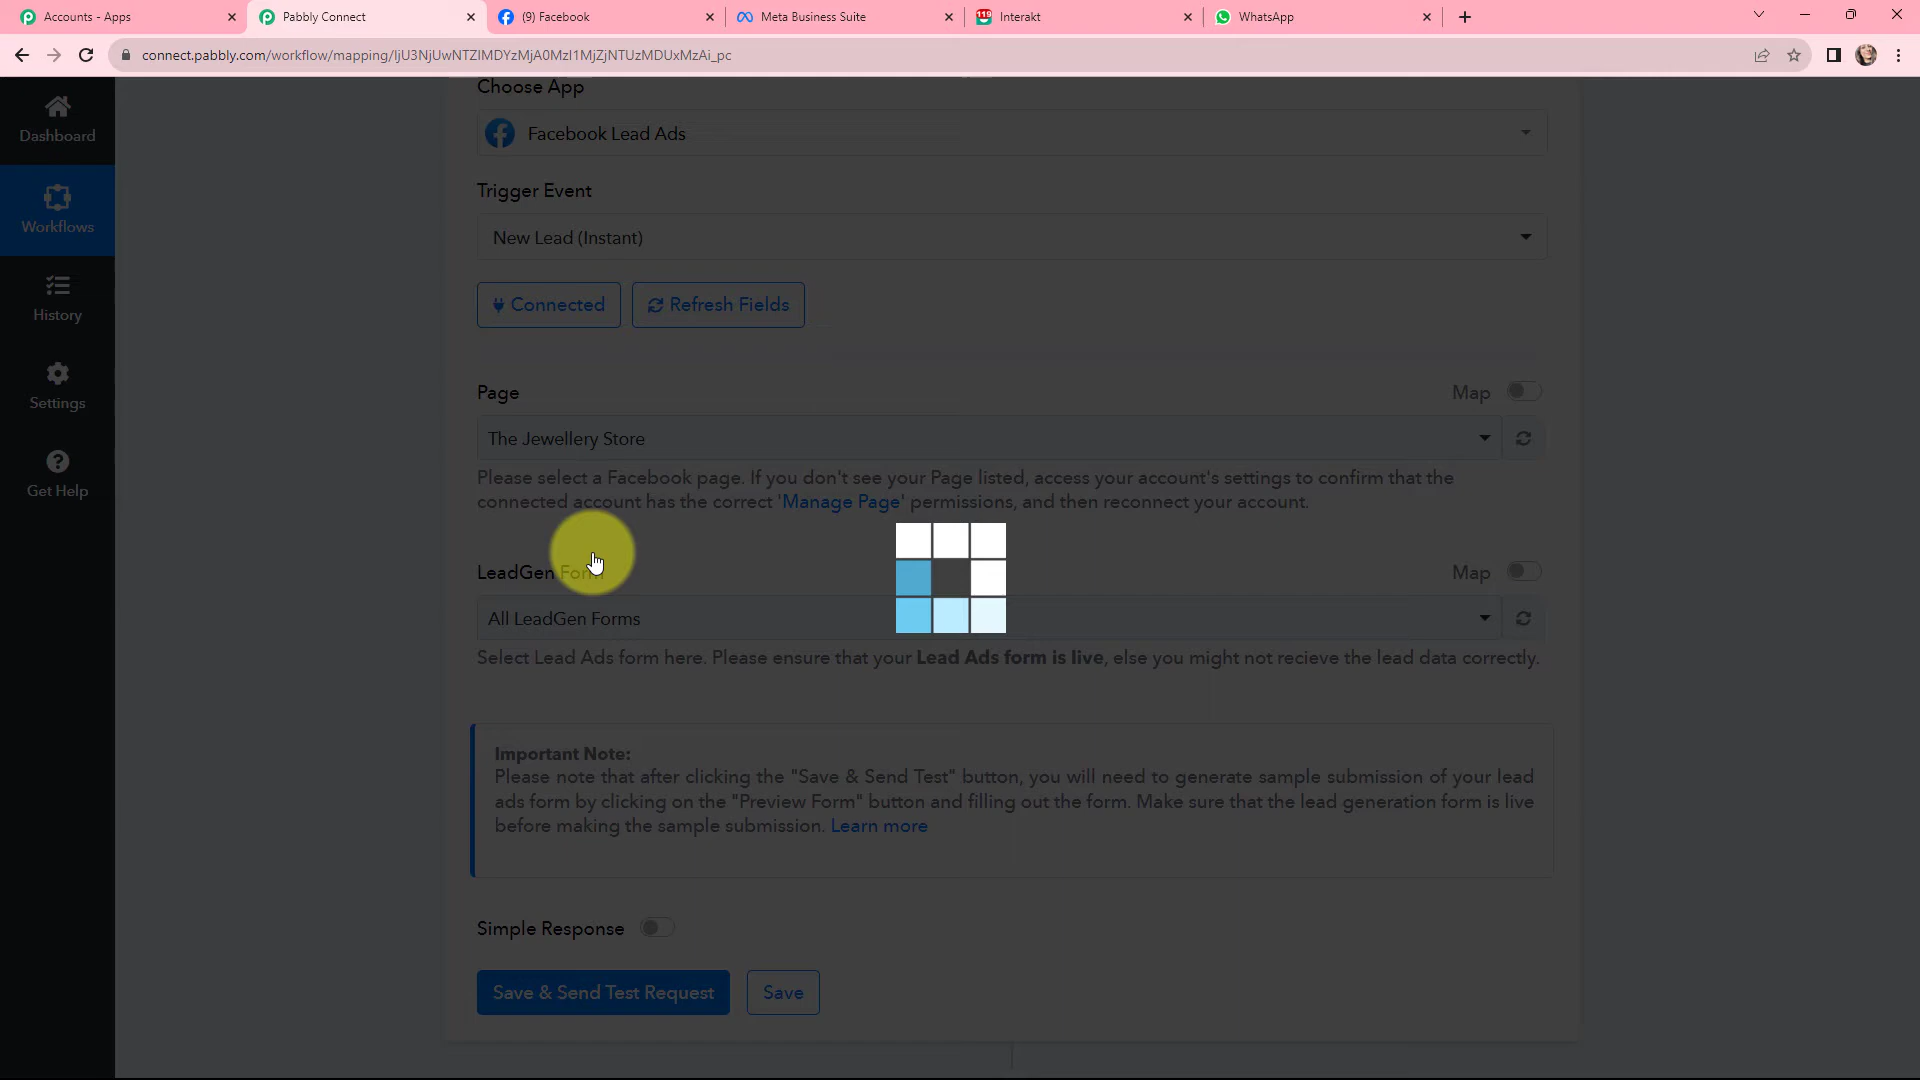 Accounts - Apps
Pabbly Connect
(9) Facebook
Meta Business Suite
119
Interakt
WhatsApp
Choose App
Facebook Lead Ads
Trigger Event
New Lead (Instant)
Connected
Refresh Fields
Page
Map
The Jewellery Store
Please select a Facebook page. If you don't see your Page listed, access your account's settings to confirm that the
connected account has the correct 'Manage Page' permissions, and then reconnect your account.
LeadGen Form
Map
All LeadGen Forms
Select Lead Ads form here. Please ensure that your Lead Ads form is live, else you might not recieve the lead data correctly.
Important Note:
Please note that after clicking the "Save & Send Test" button, you will need to generate sample submission of your lead
ads form by clicking on the "Preview Form" button and filling out the form. Make sure that the lead generation form is live
before making the sample submission. Learn more
Simple Response
Save & Send Test Request
Save
Dashboard
Workflows
History
Settings
Get Help